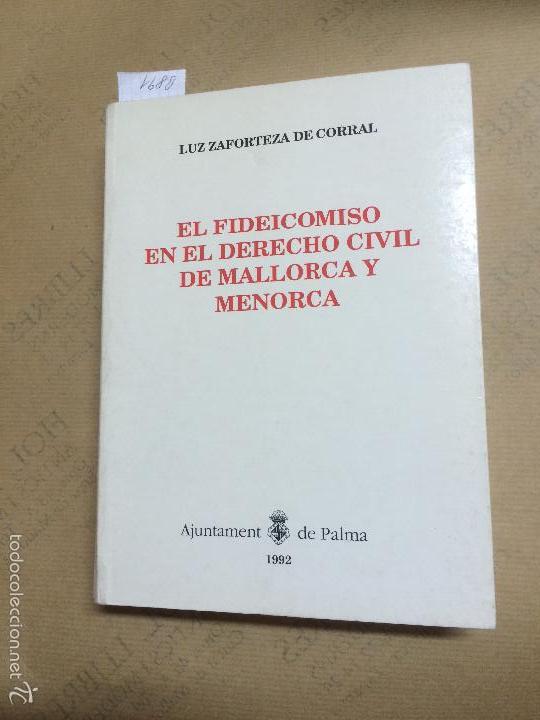 LUZ ZAFORTEZA DE CORRAL
EL FIDEICOMISO
EN EL DERECHO CIVIL
DE MALLORCA Y
MENORCA
Ajuntament de Palma
1992
todocoleccion.net